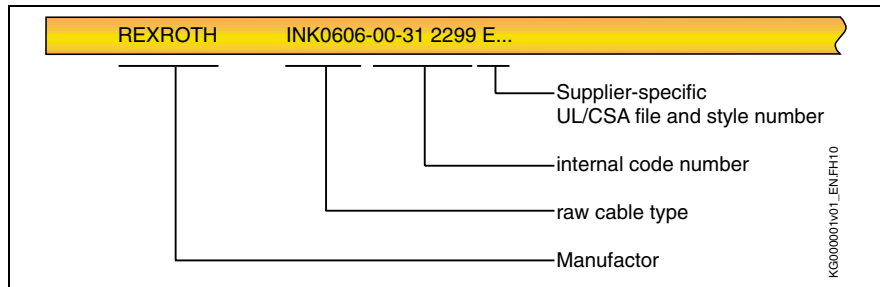 REXROTH INK0606-00-31 2299 E...
Supplier-specific
UL/CSA file and style number
internal code number
raw cable type
Manufactor
KG000001v01_EN.FH10